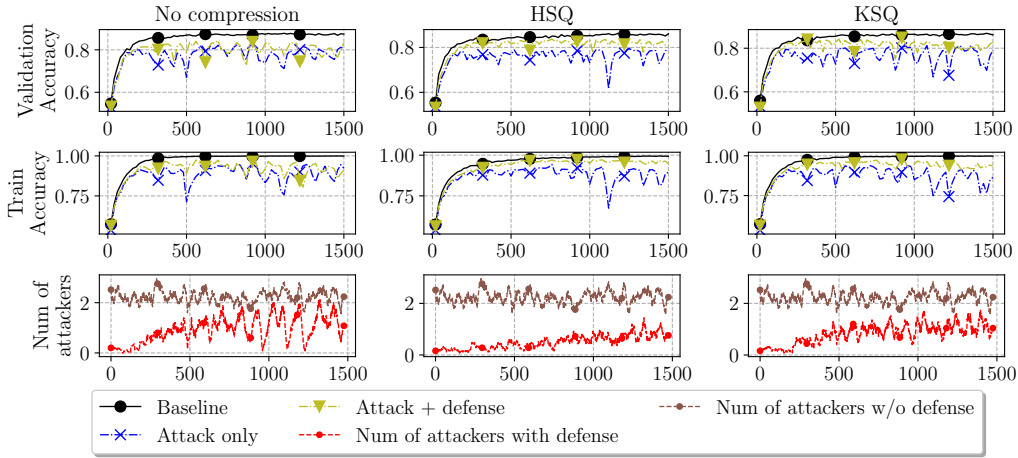 No compression HSQ KSQ
Validation
Accuracy
0.8
0.6
0 500 1000 1500
0.8
0.6
0 500 1000 1500
0.8
0.6
0 500 1000 1500
Train
Accuracy
1.00
0.75
0 500 1000 1500
1.00
0.75
0 500 1000 1500
1.00
0.75
0 500 1000 1500
Num of
attackers
2
0
0 500 1000 1500
2
0
0 500 1000 1500
2
0
0 500 1000 1500
Baseline
Attack only
Attack + defense
Num of attackers with defense
Num of attackers w/o defense